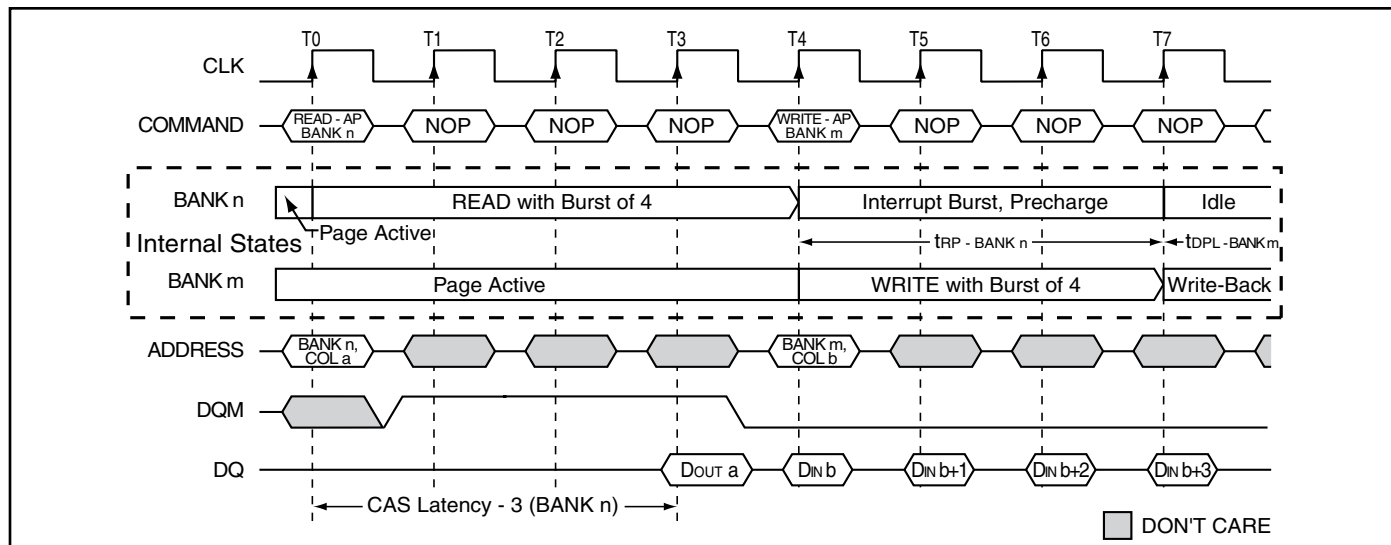 T0 T1 T2 T3 T4 T5 T6 T7
CLK
COMMAND READ - AP NOP NOP NOP WRITE - AP NOP NOP NOP
BANK n BANK m
BANK n READ with Burst of 4 Interrupt Burst, Precharge Idle
Internal States Page Active tRP - BANK n tDPL - BANK m
BANK m Page Active WRITE with Burst of 4 Write-Back
ADDRESS BANK n, BANK m,
COL a COL b
DQM
DQ DOUT a DIN b DIN b+1 DIN b+2 DIN b+3
CAS Latency - 3 (BANK n)
DON'T CARE